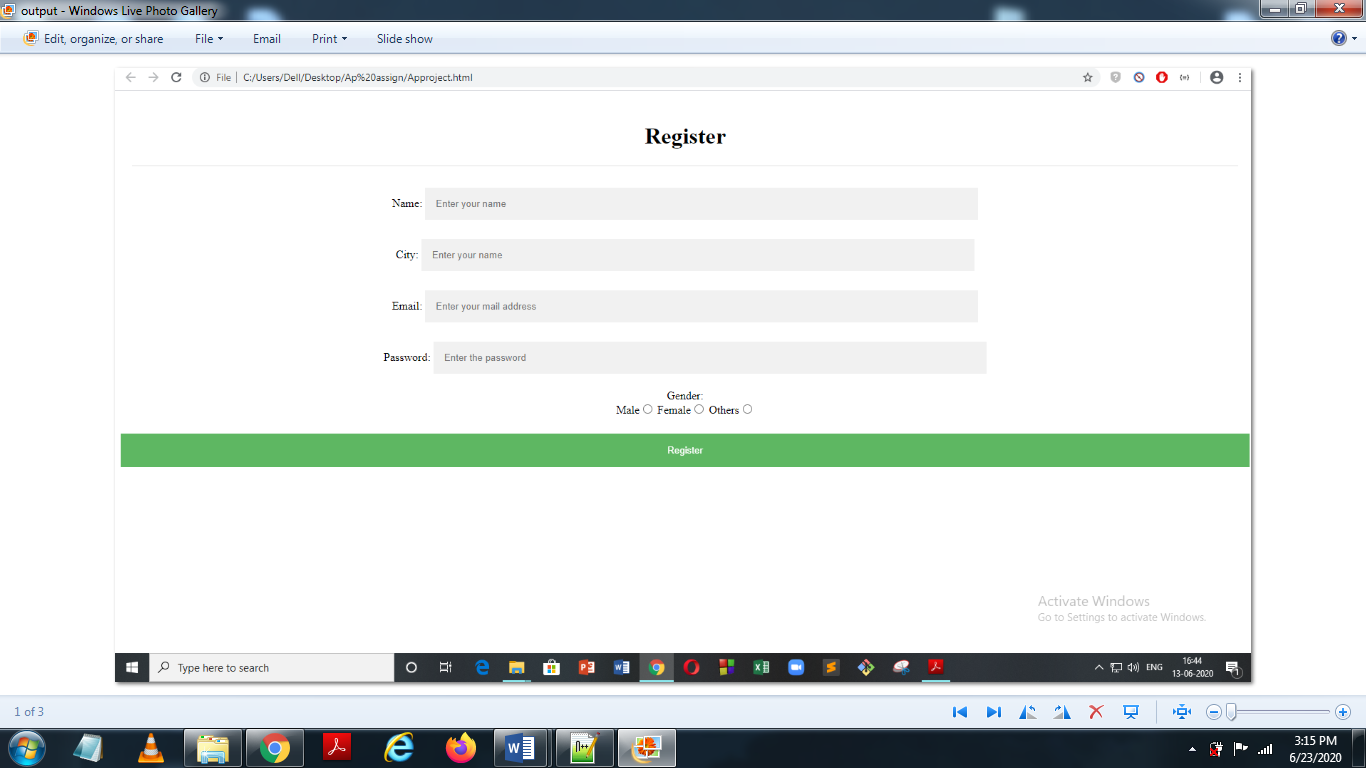 output - Windows Live Photo Gallery
Edit, organize, or share File Email Print Slide show
File | C:/Users/Dell/Desktop/Ap%20assign/Approject.html
Register
Name: Enter your name
City: Enter your name
Email: Enter your mail address
Password: Enter the password
Gender:
Male Female Others
Register
Activate Windows
Go to Settings to activate Windows.
Type here to search
ENG
16:44
13-06-2020
1
1 of 3
3:15 PM
6/23/2020